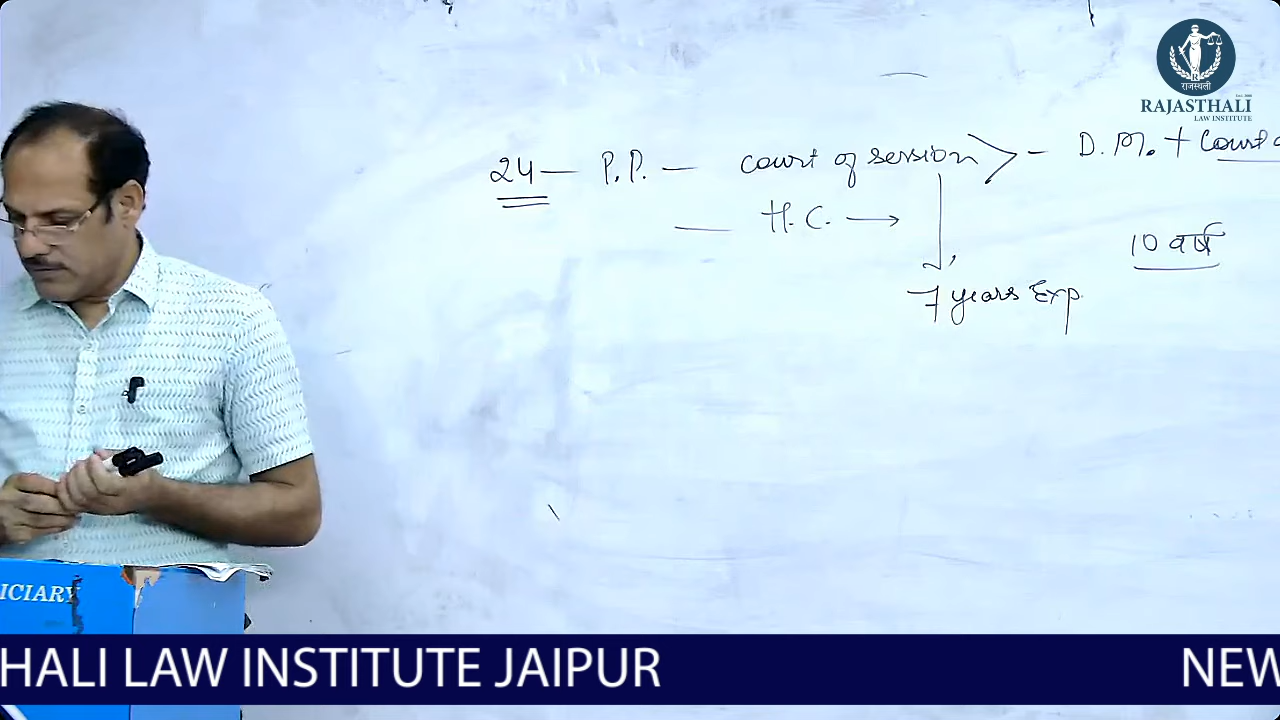 राजस्थली
RAJASTHALI
LAW INSTITUTE
24 — P.P. — Court of session > — D.M. + Court
— H.C. →
10 वर्ष
7 years Exp.
ICIARY
HALI LAW INSTITUTE JAIPUR
NEW